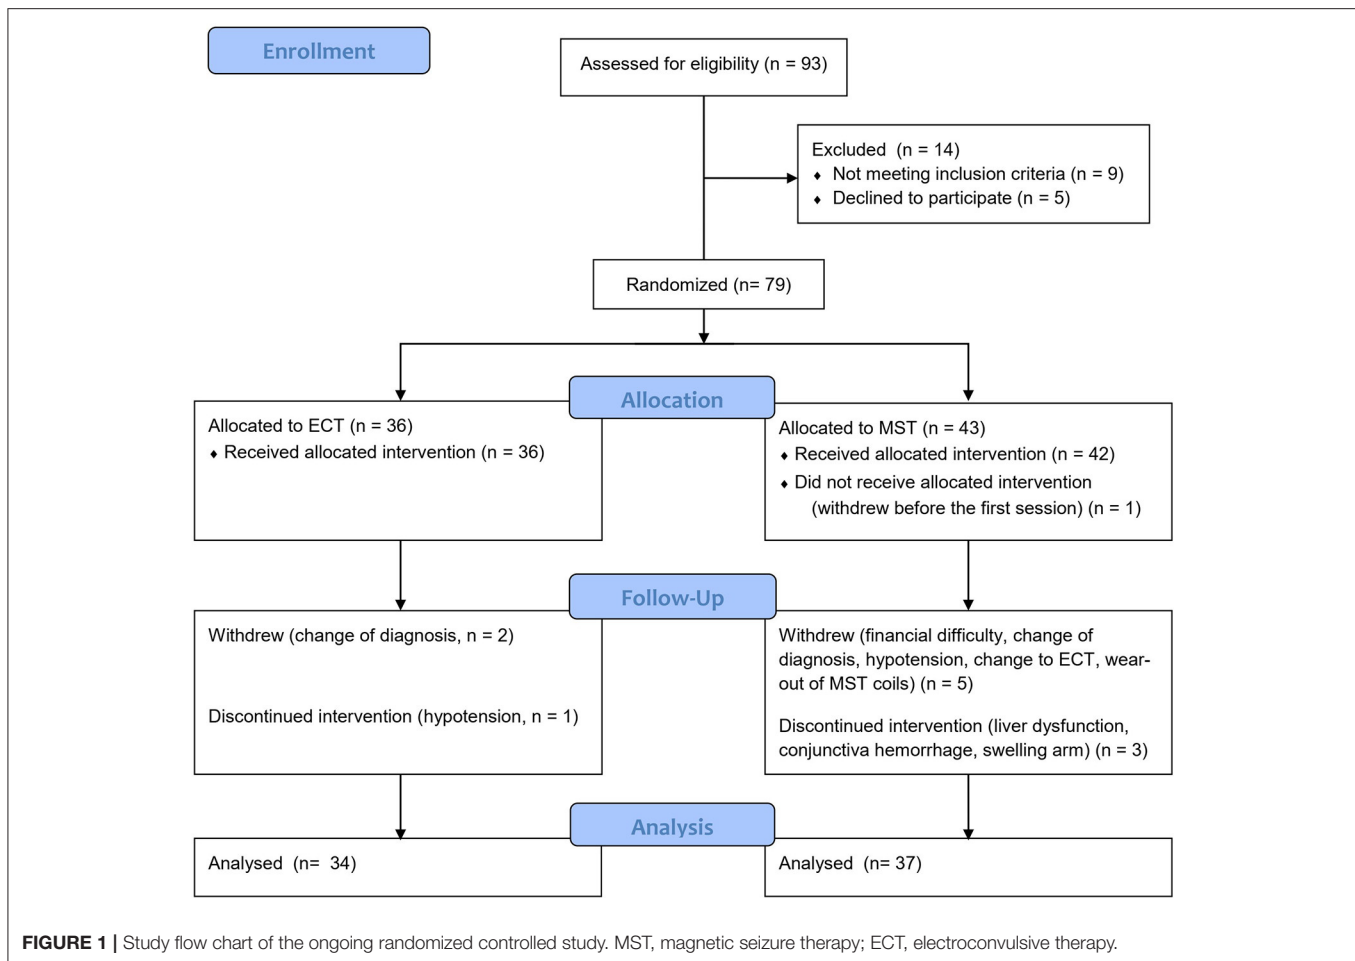 Enrollment
Assessed for eligibility (n = 93)
Excluded  (n = 14)
♦ Not meeting inclusion criteria (n = 9)
♦ Declined to participate (n = 5)
Randomized (n= 79)
Allocation
Allocated to ECT (n = 36)
♦ Received allocated intervention (n = 36)
Allocated to MST (n = 43)
♦ Received allocated intervention (n = 42)
♦ Did not receive allocated intervention
(withdrew before the first session) (n = 1)
Follow-Up
Withdrew (change of diagnosis, n = 2)
Discontinued intervention (hypotension, n = 1)
Withdrew (financial difficulty, change of
diagnosis, hypotension, change to ECT, wear-
out of MST coils) (n = 5)
Discontinued intervention (liver dysfunction,
conjunctiva hemorrhage, swelling arm) (n = 3)
Analysis
Analysed  (n=  34)
Analysed  (n= 37)
FIGURE 1 | Study flow chart of the ongoing randomized controlled study. MST, magnetic seizure therapy; ECT, electroconvulsive therapy.